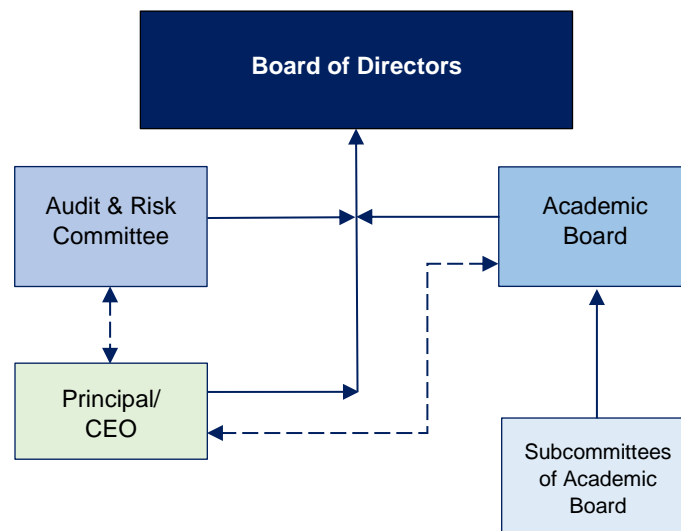 Board of Directors
Audit & Risk
Committee
Academic
Board
Principal/
CEO
Subcommittees
of Academic
Board